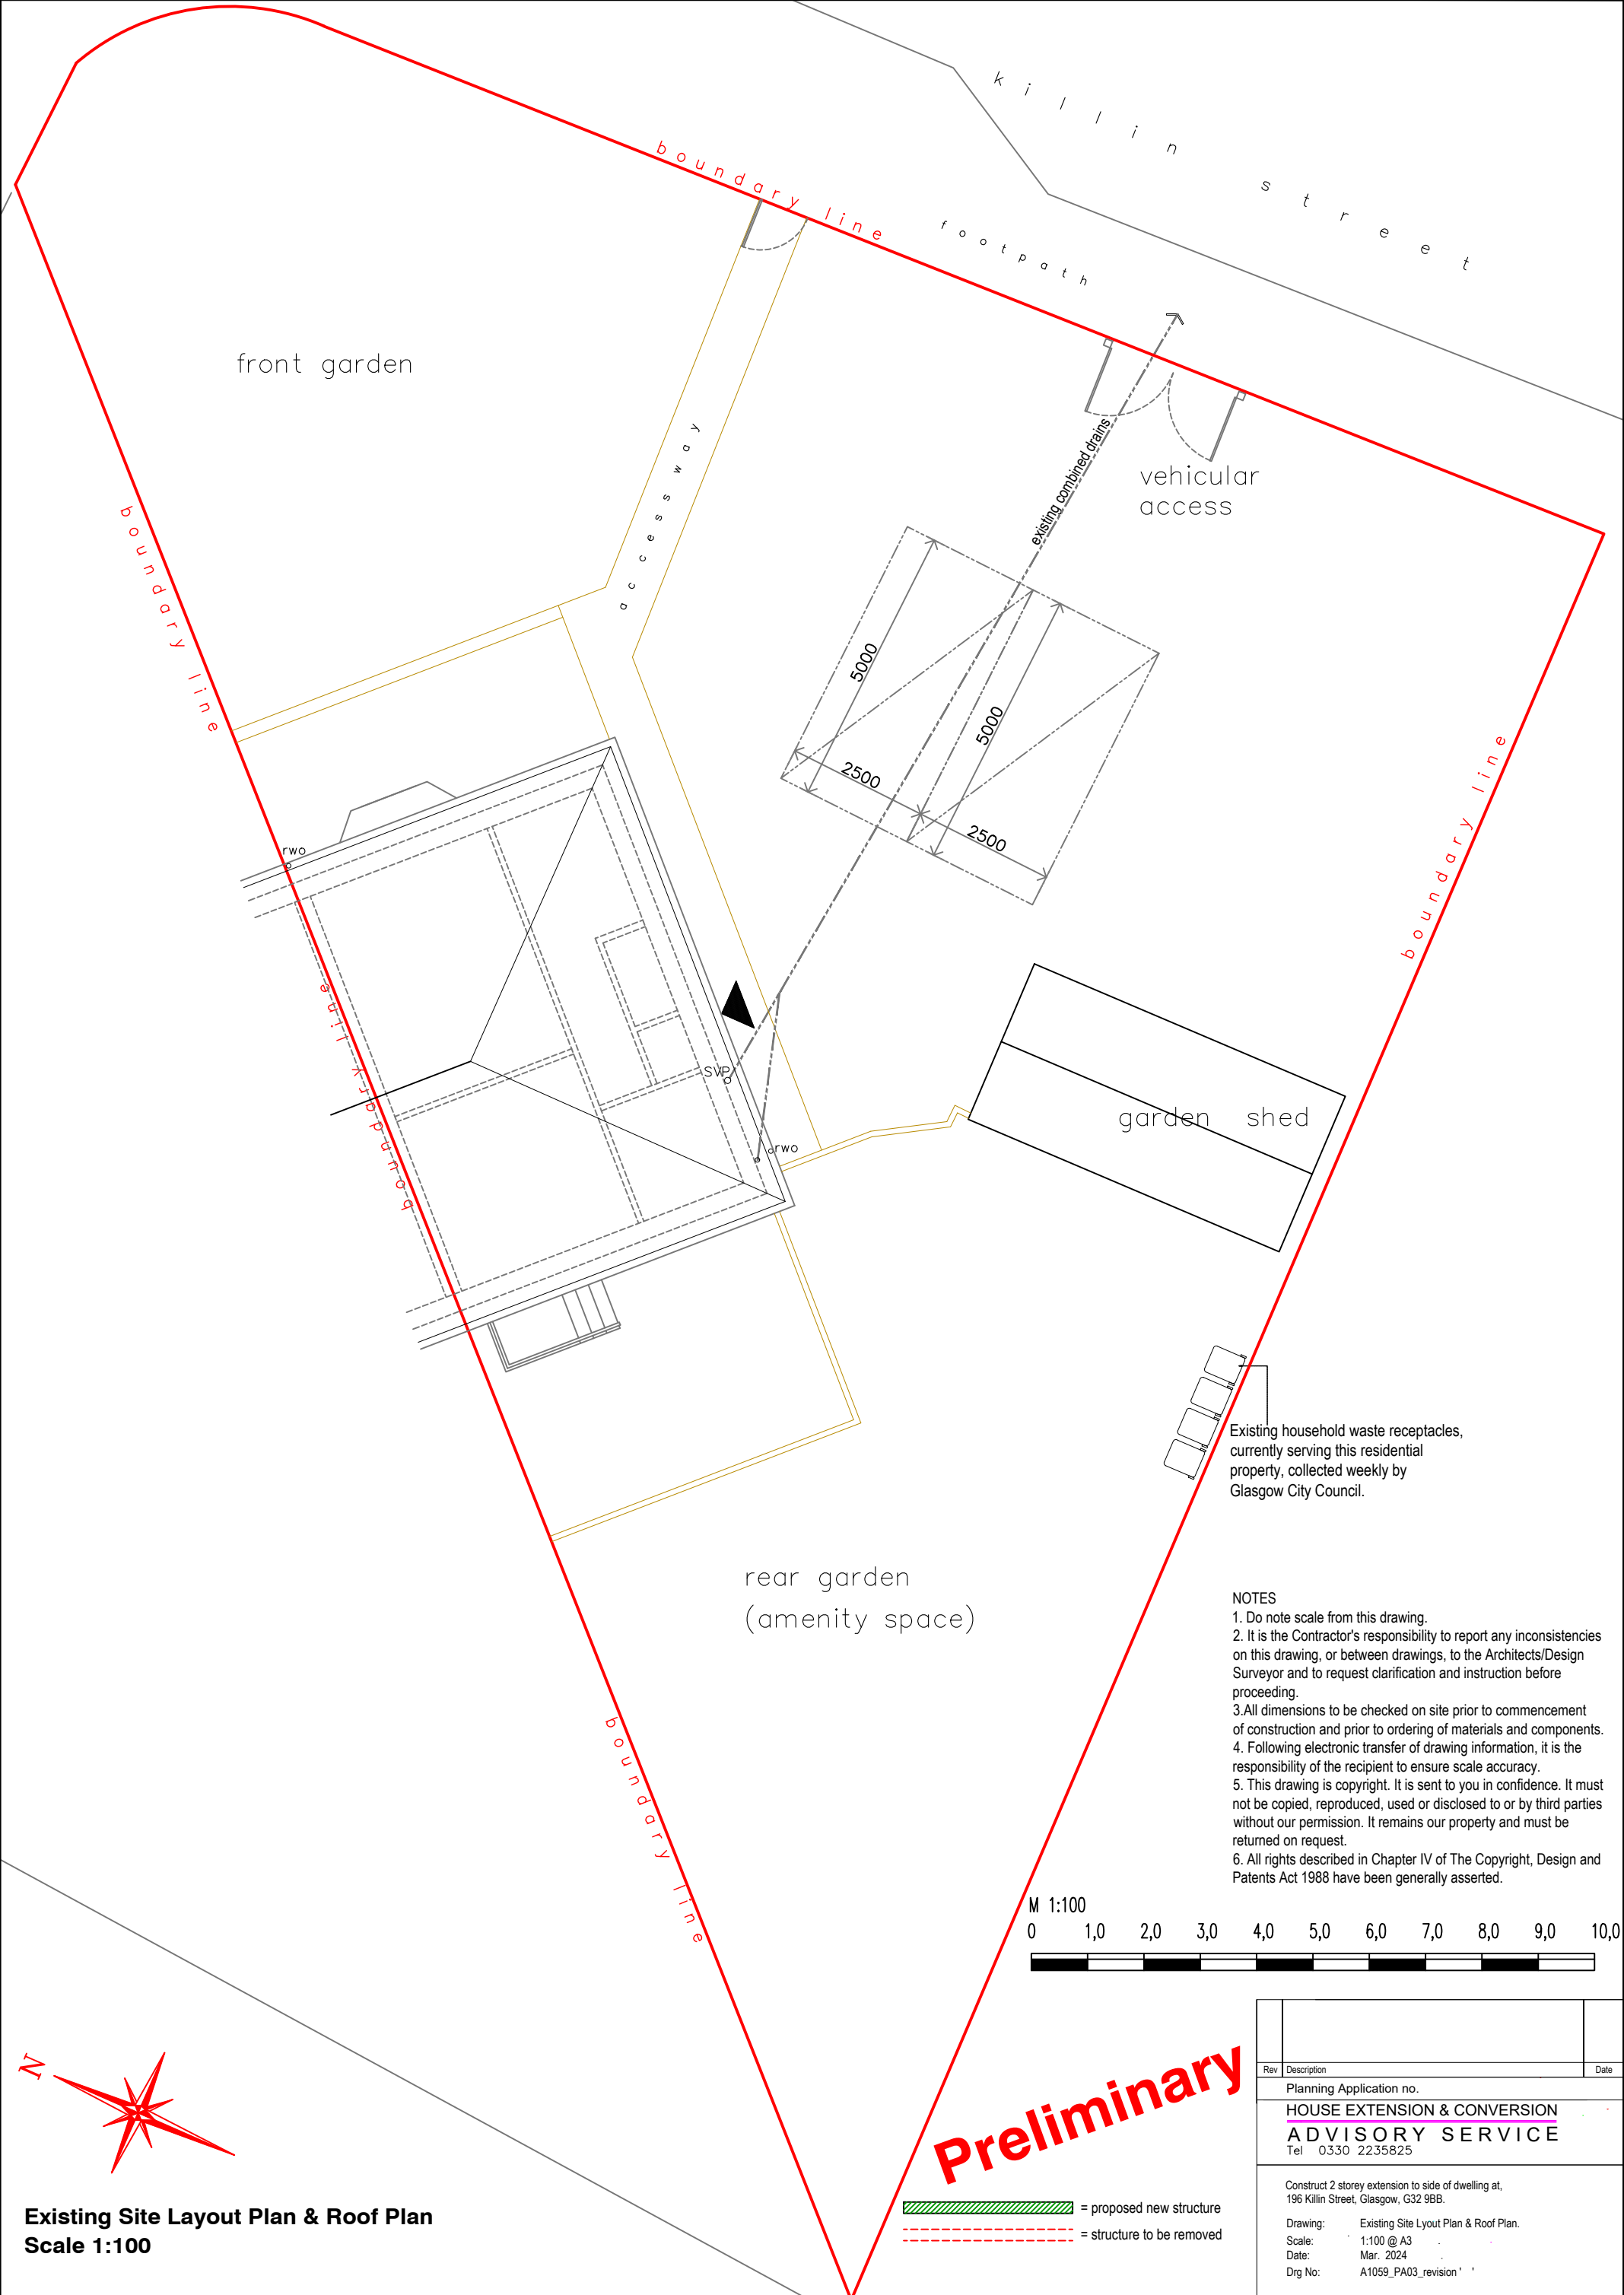 killin street
boundary line
footpath
front garden
accessway
existing combined drains
vehicular
access
boundary line
5000
5000
2500
2500
boundary line
rwo
boundary line
SVP
rwo
garden shed
Existing household waste receptacles,
currently serving this residential
property, collected weekly by
Glasgow City Council.
rear garden
(amenity space)
boundary line
NOTES
1. Do note scale from this drawing.
2. It is the Contractor's responsibility to report any inconsistencies
on this drawing, or between drawings, to the Architects/Design
Surveyor and to request clarification and instruction before
proceeding.
3.All dimensions to be checked on site prior to commencement
of construction and prior to ordering of materials and components.
4. Following electronic transfer of drawing information, it is the
responsibility of the recipient to ensure scale accuracy.
5. This drawing is copyright. It is sent to you in confidence. It must
not be copied, reproduced, used or disclosed to or by third parties
without our permission. It remains our property and must be
returned on request.
6. All rights described in Chapter IV of The Copyright, Design and
Patents Act 1988 have been generally asserted.
M 1:100
0 1,0 2,0 3,0 4,0 5,0 6,0 7,0 8,0 9,0 10,0
N
Preliminary
= proposed new structure
= structure to be removed
Existing Site Layout Plan & Roof Plan
Scale 1:100
Rev Description Date
Planning Application no.
HOUSE EXTENSION & CONVERSION
ADVISORY SERVICE
Tel 0330 2235825
Construct 2 storey extension to side of dwelling at,
196 Killin Street, Glasgow, G32 9BB.
Drawing: Existing Site Lyout Plan & Roof Plan.
Scale: 1:100 @ A3
Date: Mar. 2024
Drg No: A1059_PA03_revision ' '